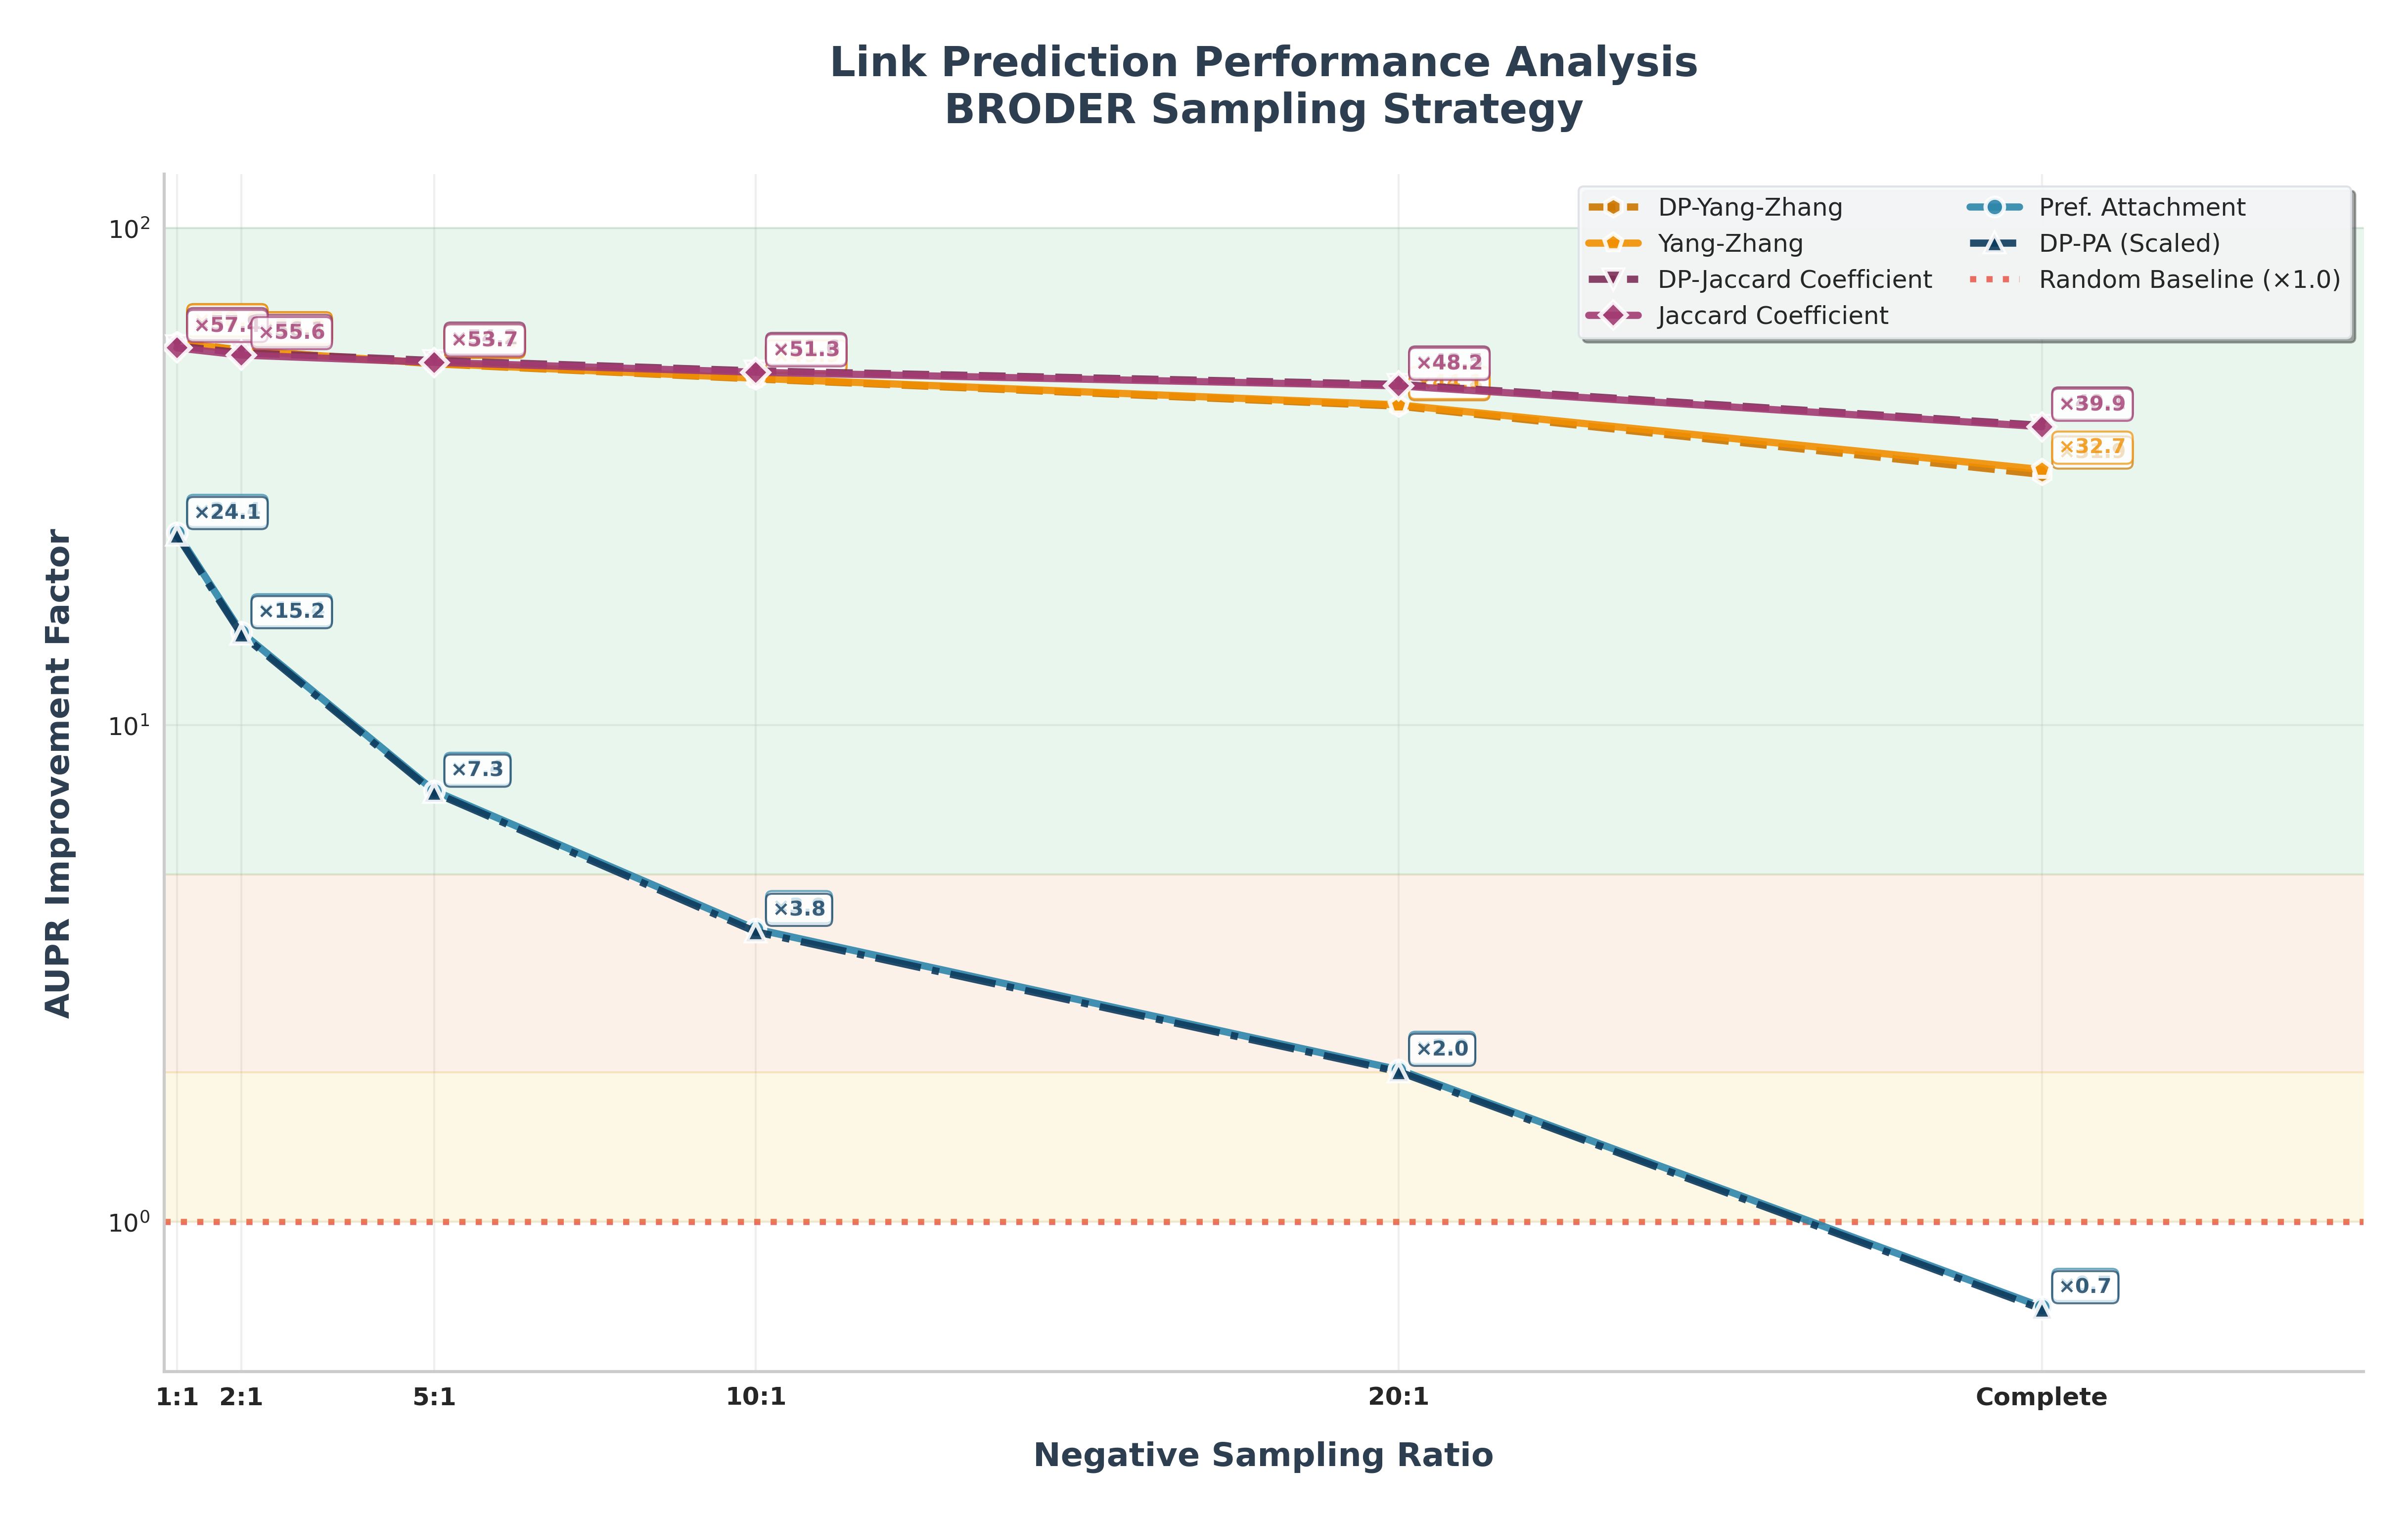 Link Prediction Performance Analysis
BRODER Sampling Strategy
AUPR Improvement Factor
10²
10¹
10⁰
DP-Yang-Zhang
Yang-Zhang
DP-Jaccard Coefficient
Jaccard Coefficient
Pref. Attachment
DP-PA (Scaled)
Random Baseline (×1.0)
×57.4
×55.6
×53.7
×51.3
×48.2
×39.9
×32.7
×24.1
×15.2
×7.3
×3.8
×2.0
×0.7
1:1 2:1 5:1 10:1 20:1 Complete
Negative Sampling Ratio